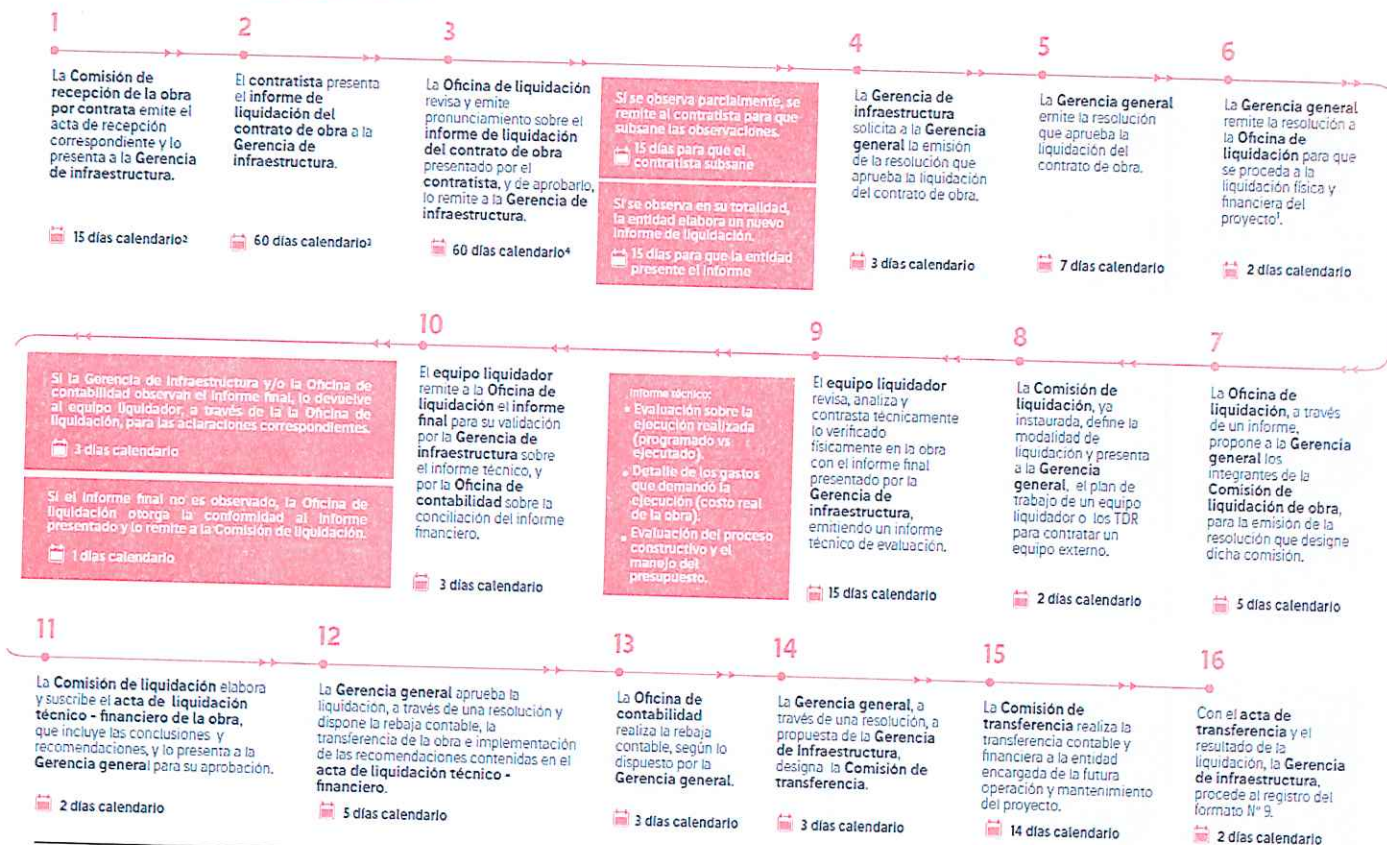 1
La Comisión de
recepción de la obra
por contrata emite el
acta de recepción
correspondiente y lo
presenta a la Gerencia
de infraestructura.
15 días calendario²
2
El contratista presenta
el informe de
liquidación del
contrato de obra a la
Gerencia de
infraestructura.
60 días calendario³
3
La Oficina de liquidación
revisa y emite
pronunciamiento sobre el
informe de liquidación
del contrato de obra
presentado por el
contratista, y de aprobarlo,
lo remite a la Gerencia de
infraestructura.
60 días calendario⁴
Si se observa parcialmente, se
remite al contratista para que
subsane las observaciones.
15 días para que el
contratista subsane
Si se observa en su totalidad,
la entidad elabora un nuevo
informe de liquidación.
15 días para que la entidad
presente el informe
4
La Gerencia de
infraestructura
solicita a la Gerencia
general la emisión
de la resolución que
aprueba la liquidación
del contrato de obra.
3 días calendario
5
La Gerencia general
emite la resolución
que aprueba la
liquidación del
contrato de obra.
7 días calendario
6
La Gerencia general
remite la resolución a
la Oficina de
liquidación para que
se proceda a la
liquidación física y
financiera del
proyecto¹.
2 días calendario
7
La Oficina de
liquidación, a través
de un informe,
propone a la Gerencia
general los
integrantes de la
Comisión de
liquidación de obra,
para la emisión de la
resolución que designe
dicha comisión.
5 días calendario
8
La Comisión de
liquidación, ya
instaurada, define la
modalidad de
liquidación y presenta
a la Gerencia
general, el plan de
trabajo de un equipo
liquidador o los TDR
para contratar un
equipo externo.
2 días calendario
9
El equipo liquidador
revisa, analiza y
contrasta técnicamente
lo verificado
físicamente en la obra
con el informe final
presentado por la
Gerencia de
infraestructura,
emitiendo un informe
técnico de evaluación.
15 días calendario
Informe técnico:
• Evaluación sobre la
ejecución realizada
(programado vs
ejecutado).
• Detalle de los gastos
que demandó la
ejecución (costo real
de la obra).
• Evaluación del proceso
constructivo y el
manejo del
presupuesto.
10
El equipo liquidador
remite a la Oficina de
liquidación el informe
final para su validación
por la Gerencia de
infraestructura sobre
el informe técnico, y
por la Oficina de
contabilidad sobre la
conciliación del informe
financiero.
3 días calendario
Si la Gerencia de Infraestructura y/o la Oficina de
contabilidad observan el informe final, lo devuelve
al equipo liquidador, a través de la la Oficina de
liquidación, para las aclaraciones correspondientes.
3 días calendario
Si el informe final no es observado, la Oficina de
liquidación otorga la conformidad al informe
presentado y lo remite a la Comisión de liquidación.
1 días calendario
11
La Comisión de liquidación elabora
y suscribe el acta de liquidación
técnico - financiero de la obra,
que incluye las conclusiones y
recomendaciones, y lo presenta a la
Gerencia general para su aprobación.
2 días calendario
12
La Gerencia general aprueba la
liquidación, a través de una resolución y
dispone la rebaja contable, la
transferencia de la obra e implementación
de las recomendaciones contenidas en el
acta de liquidación técnico -
financiero.
5 días calendario
13
La Oficina de
contabilidad
realiza la rebaja
contable, según lo
dispuesto por la
Gerencia general.
3 días calendario
14
La Gerencia general, a
través de una resolución, a
propuesta de la Gerencia
de Infraestructura,
designa la Comisión de
transferencia.
3 días calendario
15
La Comisión de
transferencia realiza la
transferencia contable y
financiera a la entidad
encargada de la futura
operación y mantenimiento
del proyecto.
14 días calendario
16
Con el acta de
transferencia y el
resultado de la
liquidación, la Gerencia
de infraestructura,
procede al registro del
formato N° 9.
2 días calendario